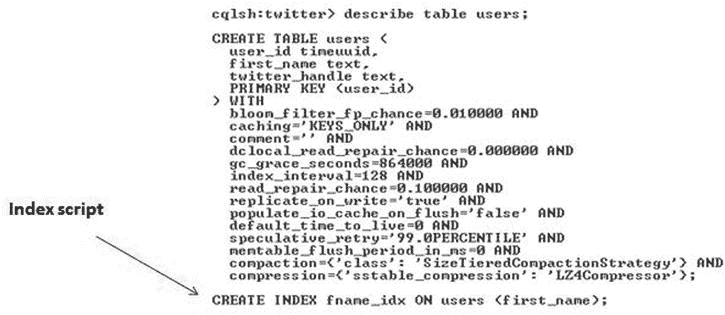 cqlsh:twitter> describe table users;
CREATE TABLE users (
user_id timeuuid,
first_name text,
twitter_handle text,
PRIMARY KEY (user_id)
) WITH
bloom_filter_fp_chance=0.010000 AND
caching='KEYS_ONLY' AND
comment='' AND
dclocal_read_repair_chance=0.000000 AND
gc_grace_seconds=864000 AND
index_interval=128 AND
read_repair_chance=0.100000 AND
replicate_on_write='true' AND
populate_io_cache_on_flush='false' AND
default_time_to_live=0 AND
speculative_retry='99.0PERCENTILE' AND
memtable_flush_period_in_ms=0 AND
compaction={'class': 'SizeTieredCompactionStrategy'} AND
compression={'sstable_compression': 'LZ4Compressor'};
Index script
CREATE INDEX fname_idx ON users (first_name);